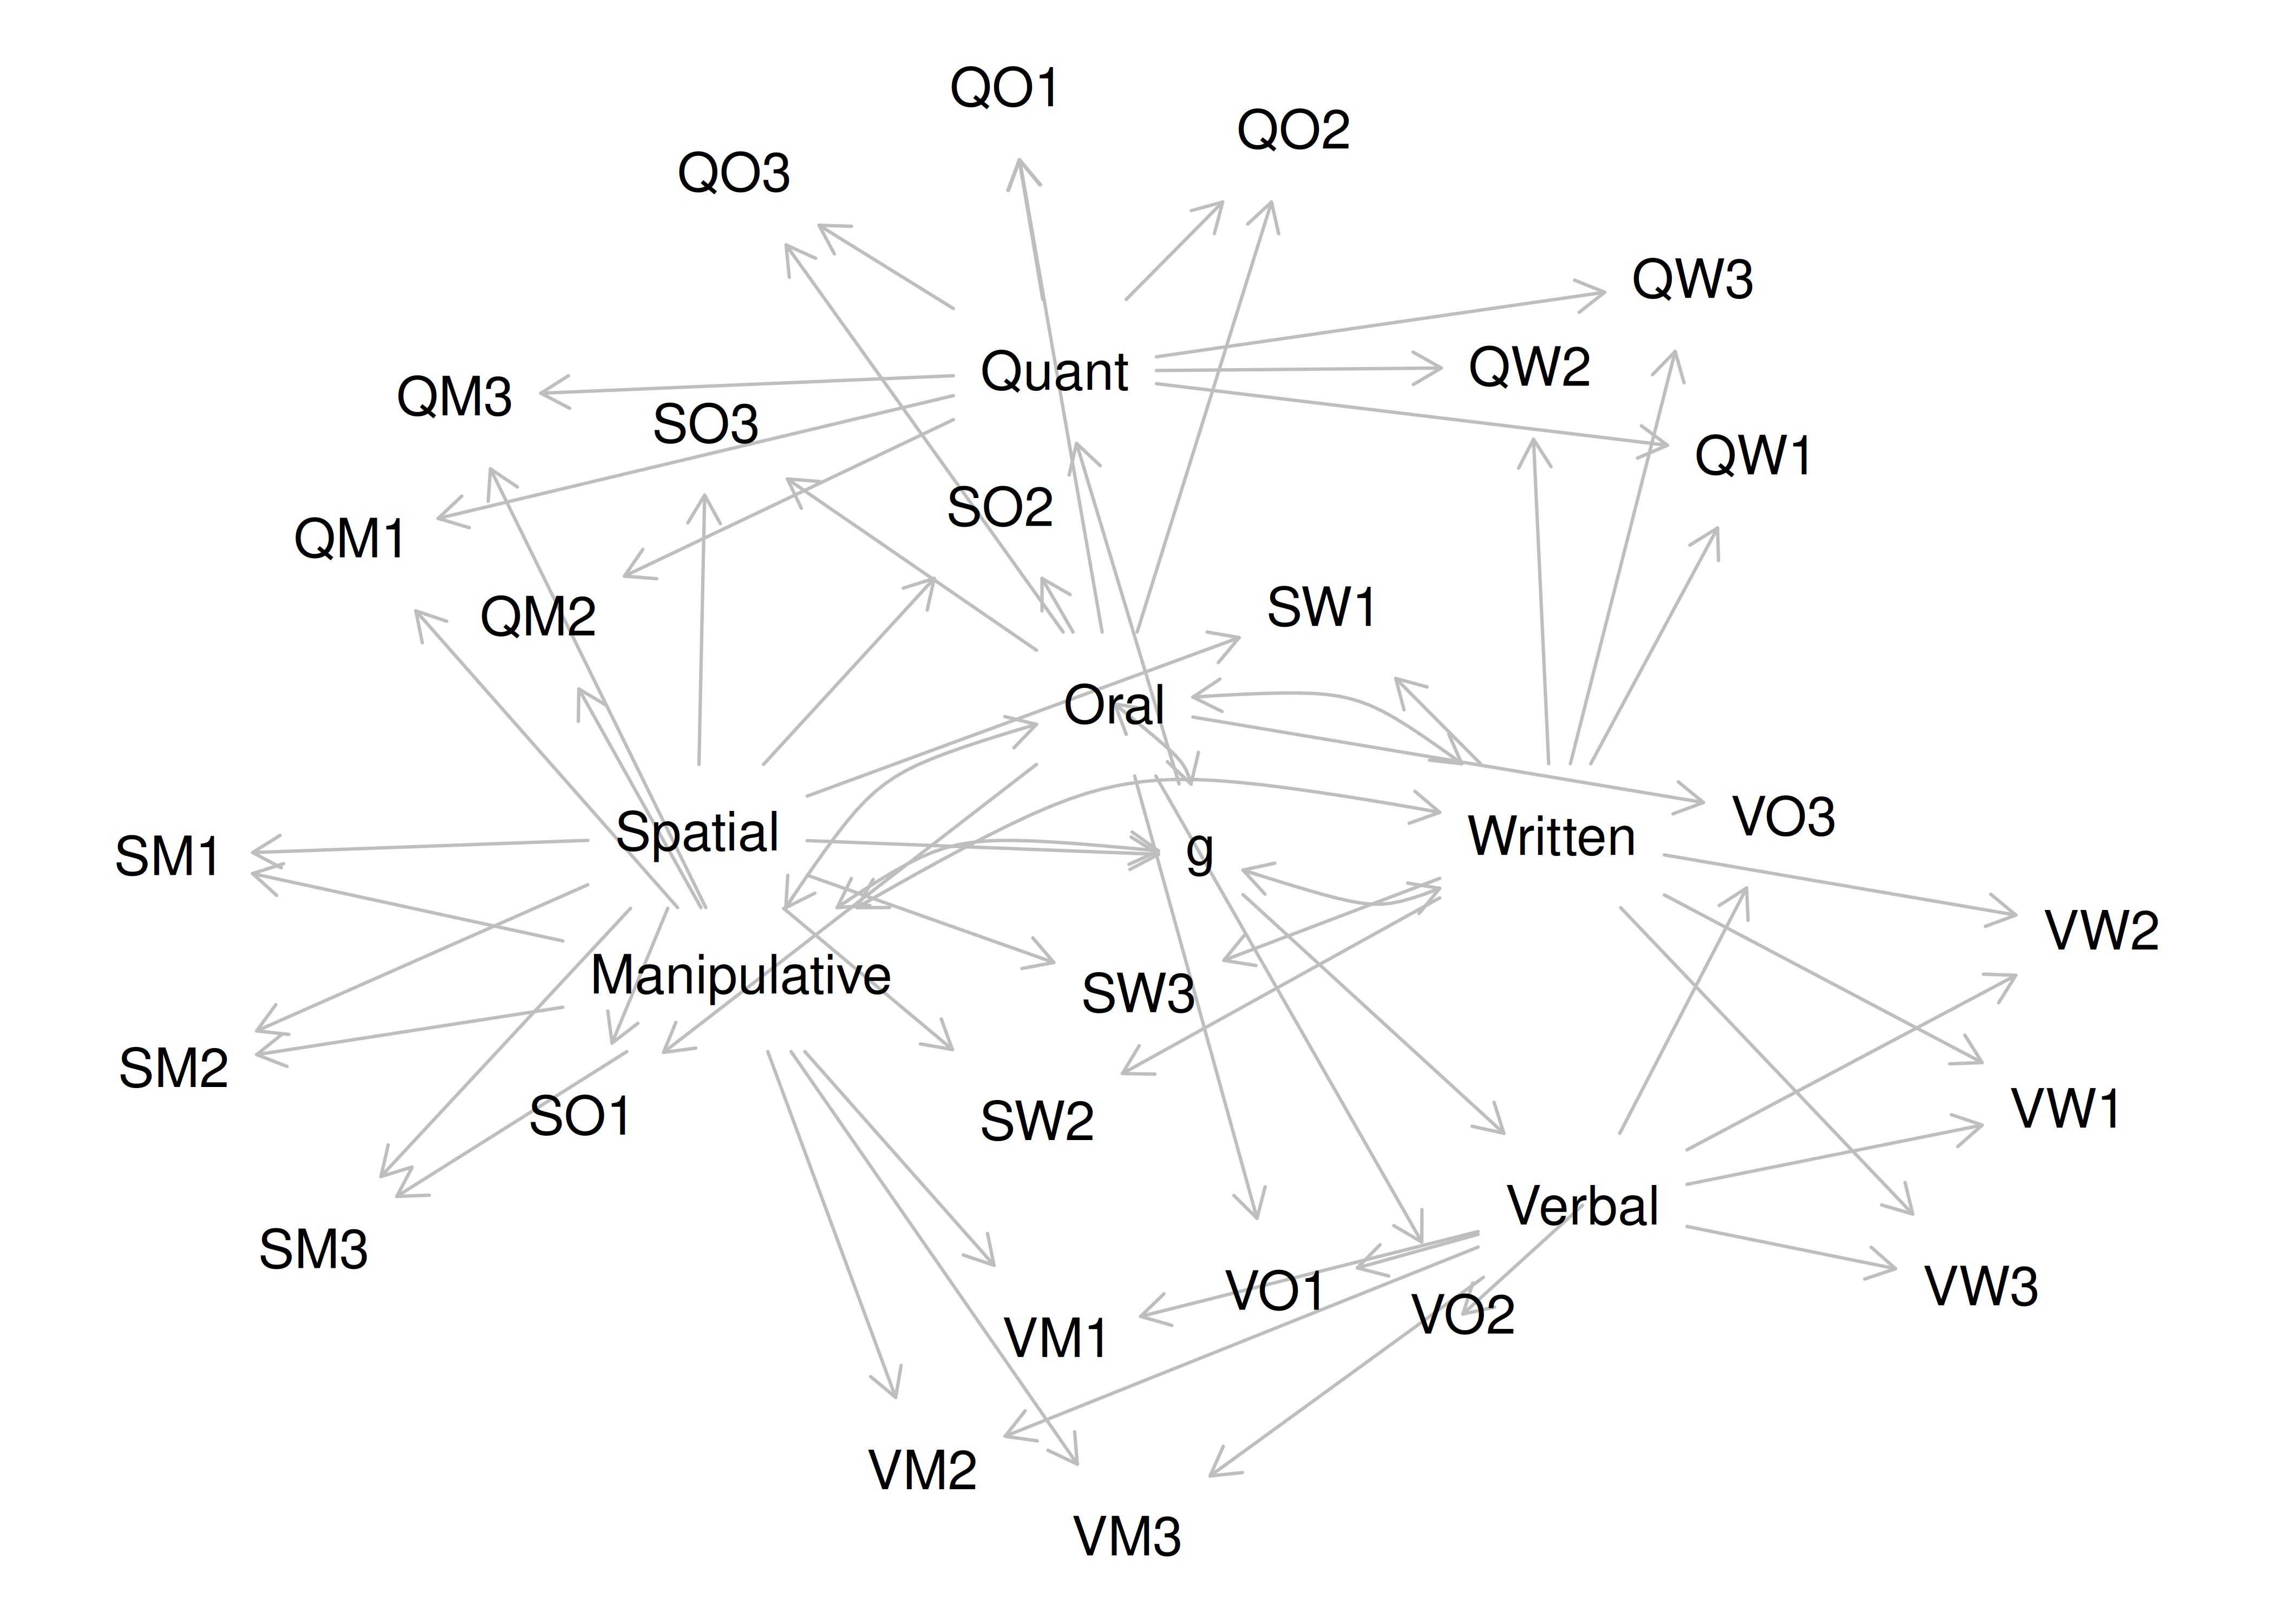 QO1
QO2
QO3
QW3
Quant
QW2
QM3
SO3
QW1
SO2
QM1
SW1
QM2
Oral
VO3
Spatial
Written
g
SM1
VW2
Manipulative
SW3
SM2
VW1
SO1
SW2
Verbal
SM3
VW3
VO1
VO2
VM1
VM2
VM3